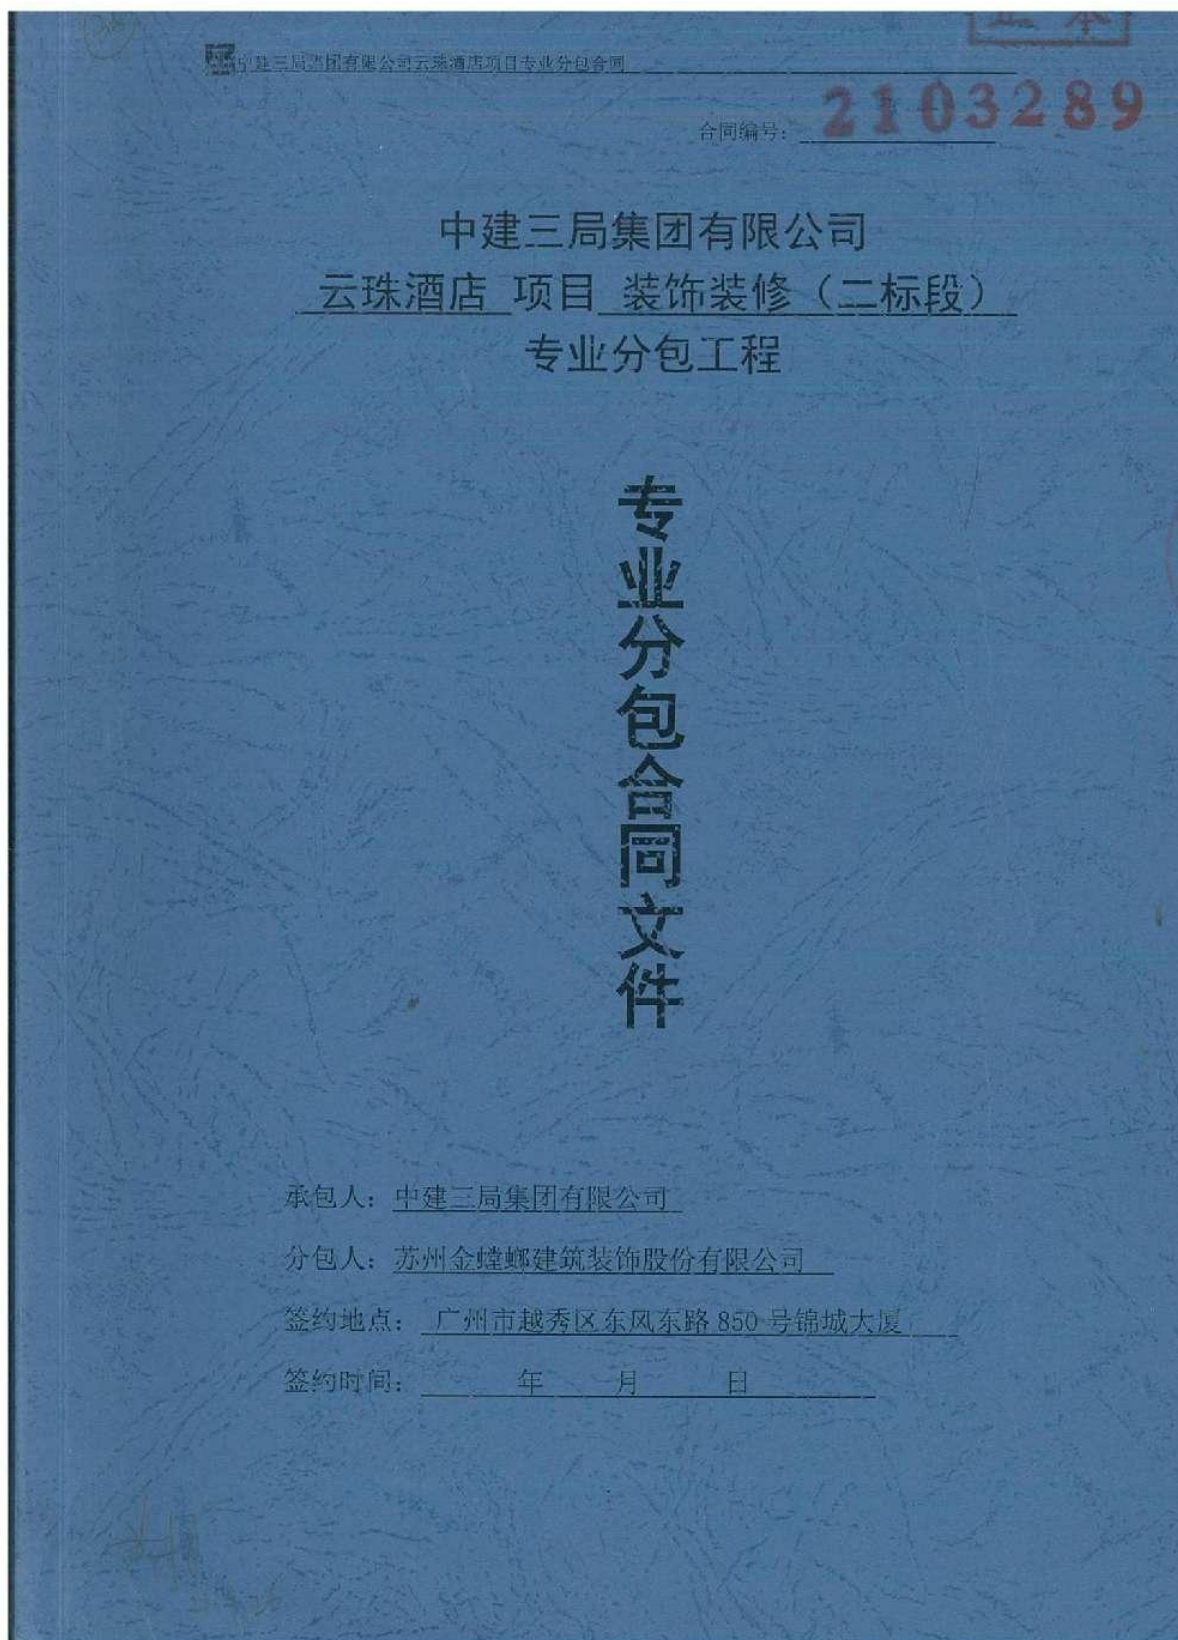 正本
中建三局集团有限公司云珠酒店项目专业分包合同
合同编号: 2103289
中建三局集团有限公司
云珠酒店 项目 装饰装修（二标段）
专业分包工程
专业分包合同文件
承包人: 中建三局集团有限公司
分包人: 苏州金螳螂建筑装饰股份有限公司
签约地点: 广州市越秀区东风东路 850 号锦城大厦
签约时间: 年 月 日